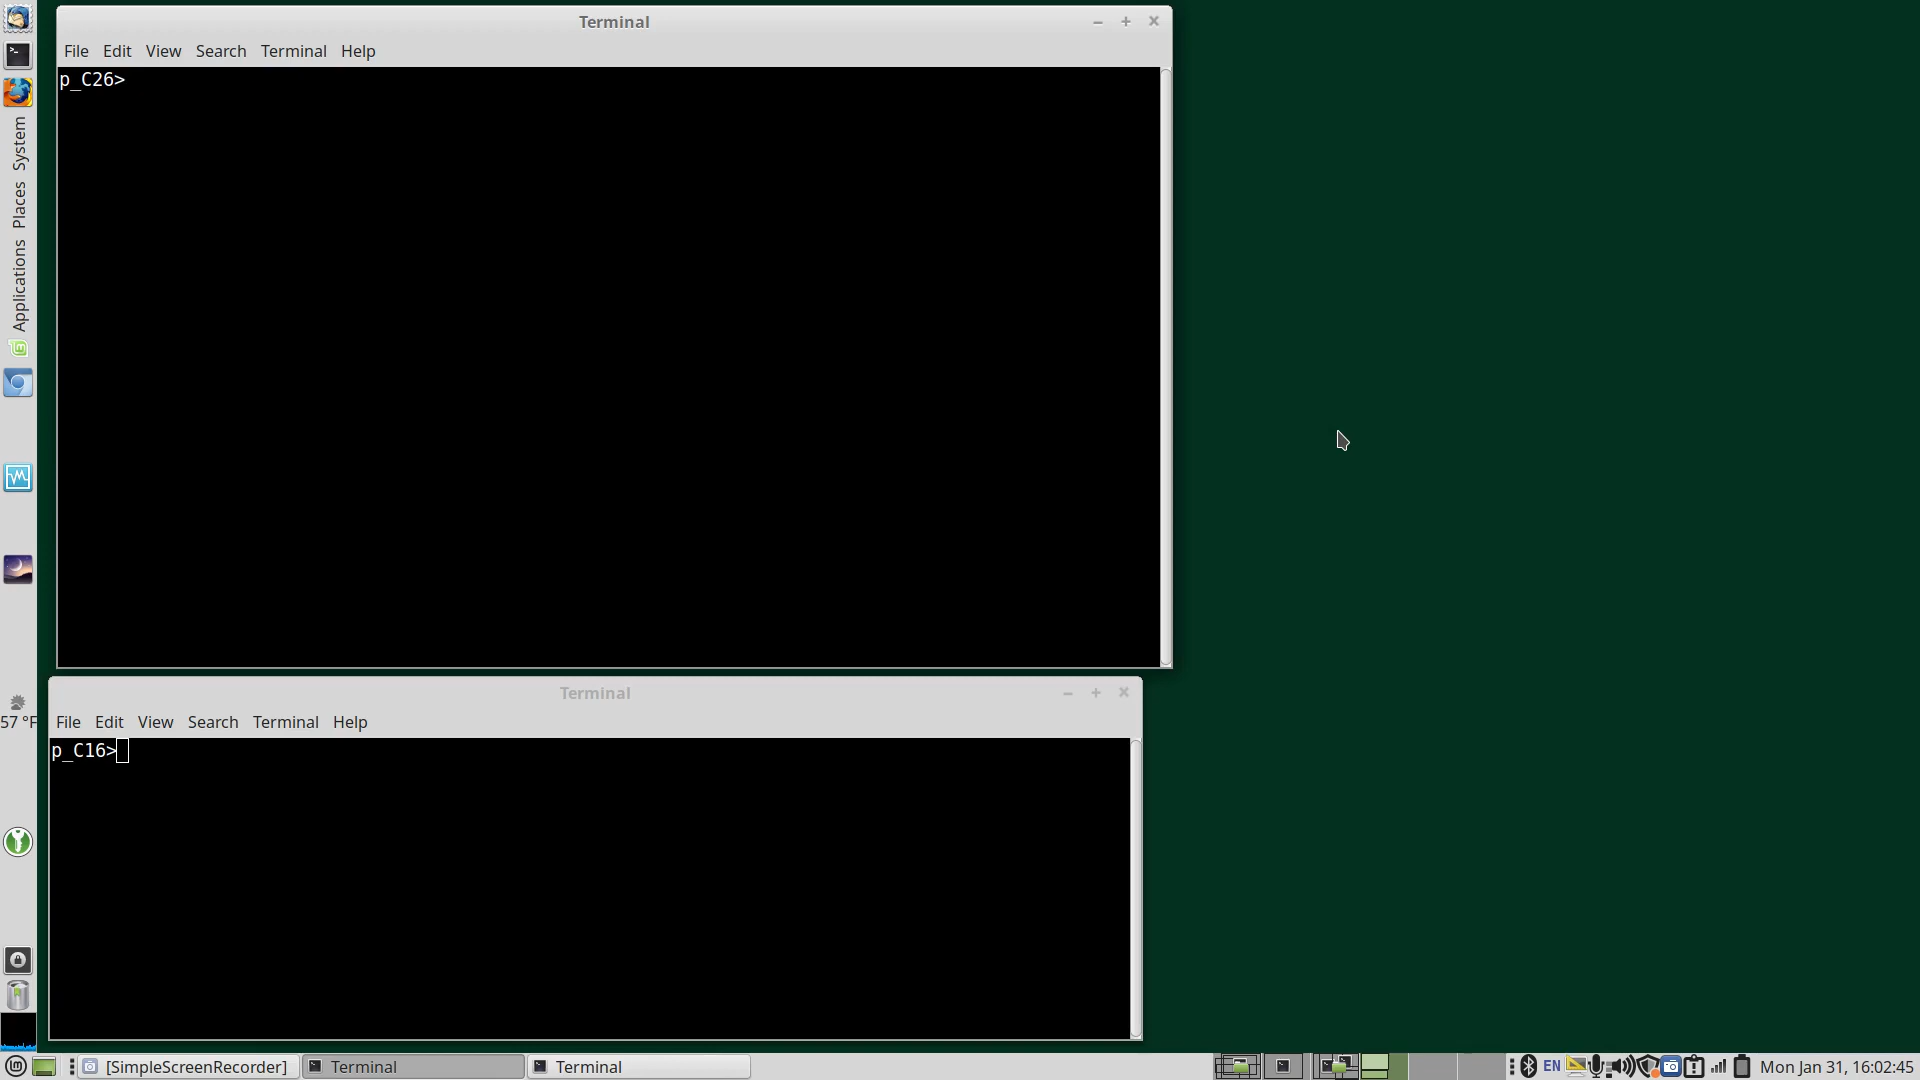 Terminal
File Edit View Search Terminal Help
p_C26>
System
Places
Applications
Terminal
File Edit View Search Terminal Help
p_C16>
57 °F
[SimpleScreenRecorder]
Terminal
Terminal
EN
Mon Jan 31, 16:02:45